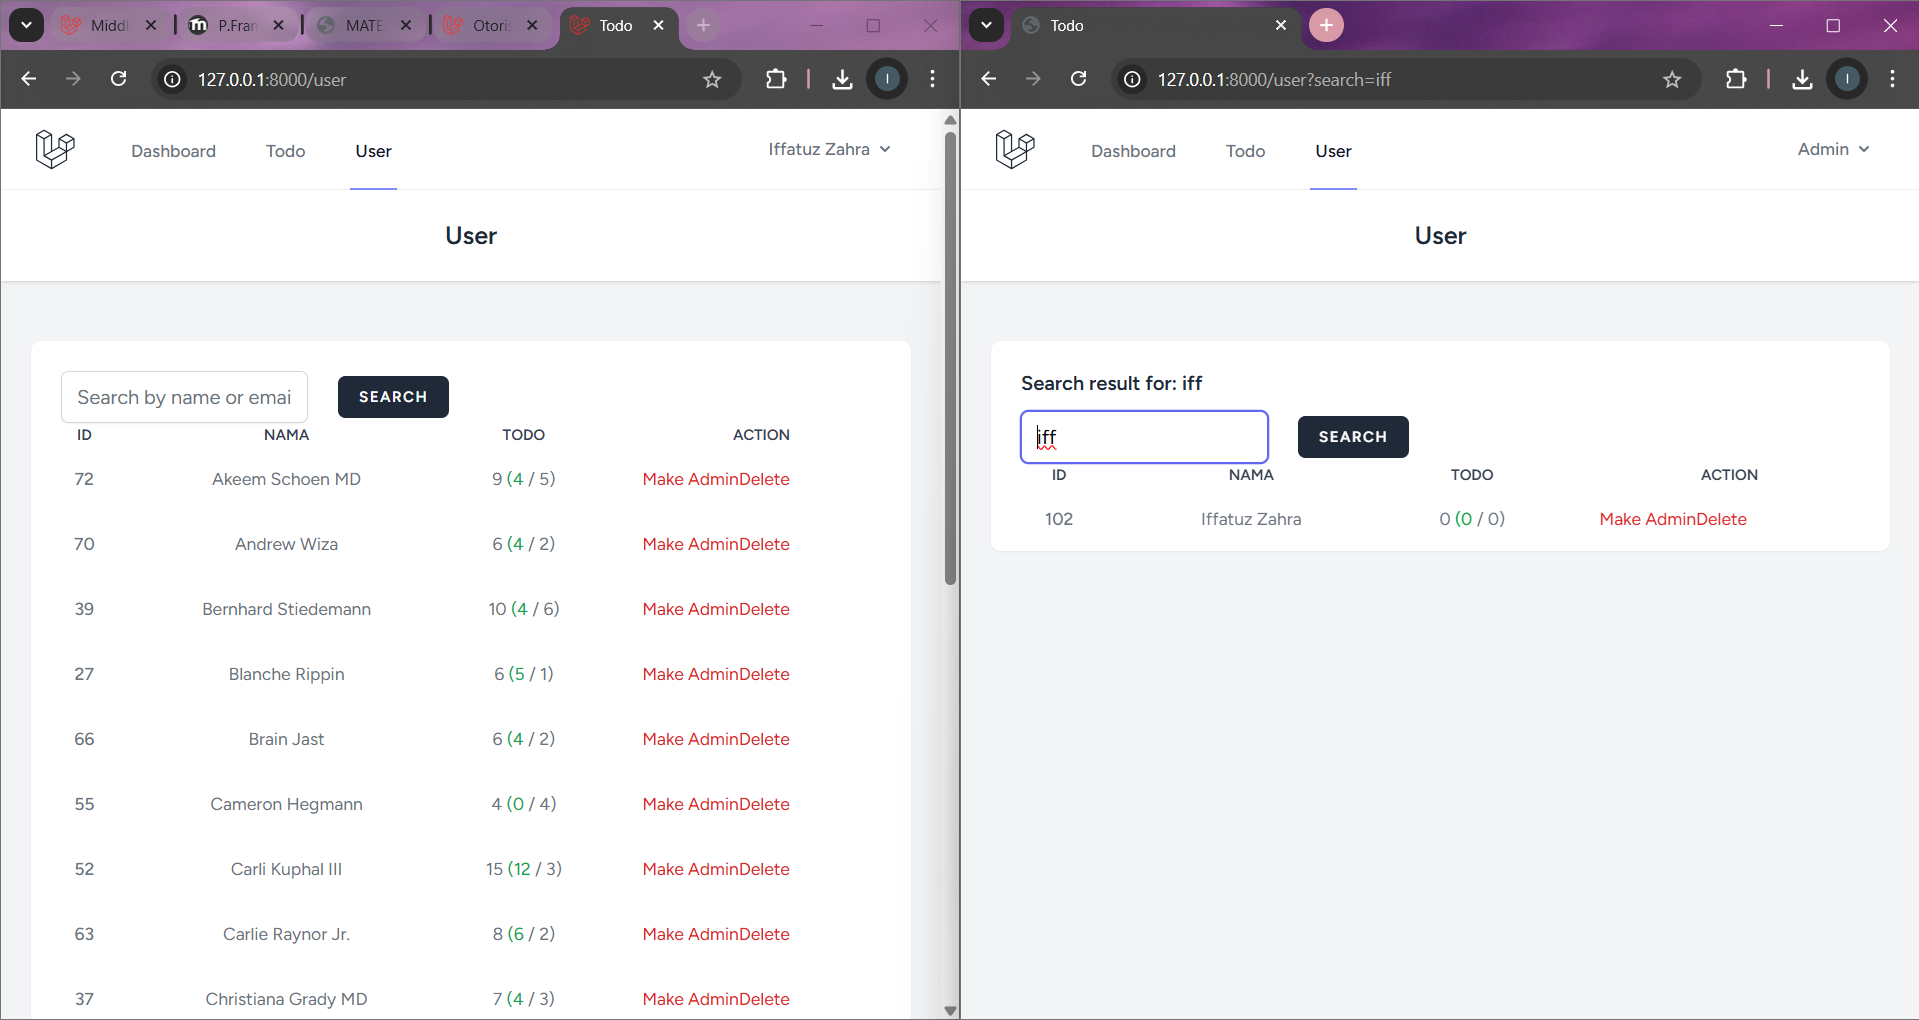 Middl
P.Fran
MATE
Otoris
Todo
127.0.0.1:8000/user
I
Dashboard
Todo
User
Iffatuz Zahra
User
Search by name or emai
SEARCH
ID NAMA TODO ACTION
72 Akeem Schoen MD 9 (4 / 5) Make AdminDelete
70 Andrew Wiza 6 (4 / 2) Make AdminDelete
39 Bernhard Stiedemann 10 (4 / 6) Make AdminDelete
27 Blanche Rippin 6 (5 / 1) Make AdminDelete
66 Brain Jast 6 (4 / 2) Make AdminDelete
55 Cameron Hegmann 4 (0 / 4) Make AdminDelete
52 Carli Kuphal III 15 (12 / 3) Make AdminDelete
63 Carlie Raynor Jr. 8 (6 / 2) Make AdminDelete
37 Christiana Grady MD 7 (4 / 3) Make AdminDelete
Todo
127.0.0.1:8000/user?search=iff
I
Dashboard
Todo
User
Admin
User
Search result for: iff
iff
SEARCH
ID NAMA TODO ACTION
102 Iffatuz Zahra 0 (0 / 0) Make AdminDelete